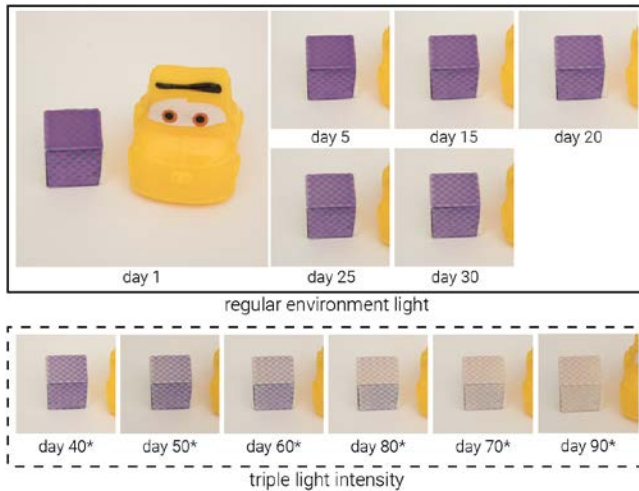 day 5
day 15
day 20
day 1
day 25
day 30
regular environment light
day 40*
day 50*
day 60*
day 80*
day 70*
day 90*
triple light intensity